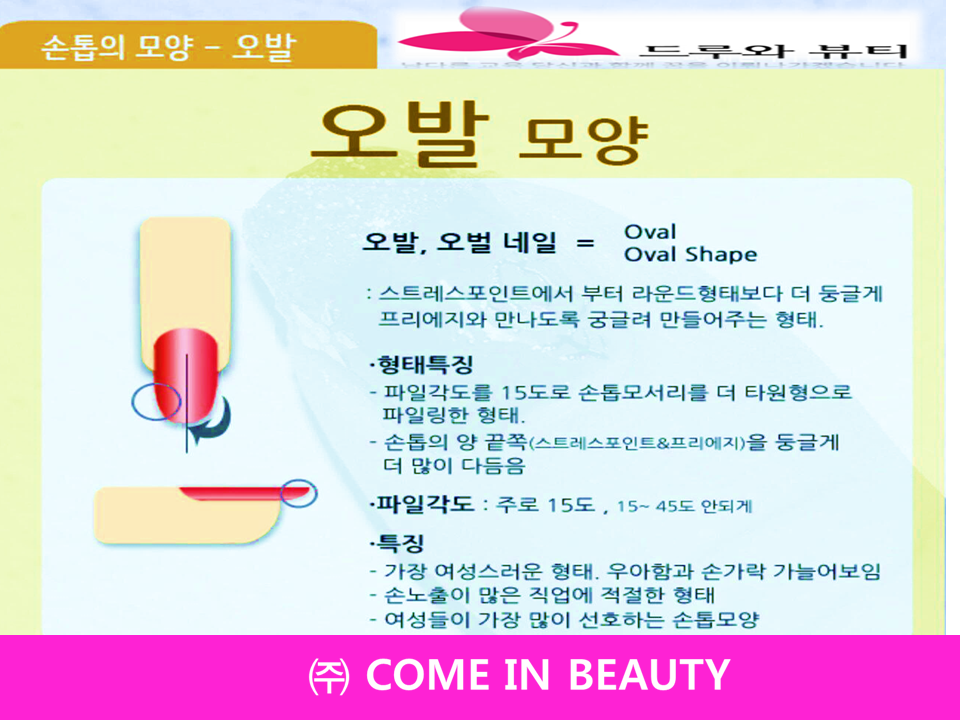 손톱의 모양 - 오발
드루와 뷰티
오발 모양
오발, 오벌 네일 = Oval
Oval Shape
: 스트레스포인트에서 부터 라운드형태보다 더 둥글게
프리에지와 만나도록 궁글려 만들어주는 형태.
·형태특징
- 파일각도를 15도로 손톱모서리를 더 타원형으로
파일링한 형태.
- 손톱의 양 끝쪽(스트레스포인트&프리에지)을 둥글게
더 많이 다듬음
·파일각도 : 주로 15도 , 15~ 45도 안되게
·특징
- 가장 여성스러운 형태. 우아함과 손가락 가늘어보임
- 손노출이 많은 직업에 적절한 형태
- 여성들이 가장 많이 선호하는 손톱모양
㈜ COME IN BEAUTY